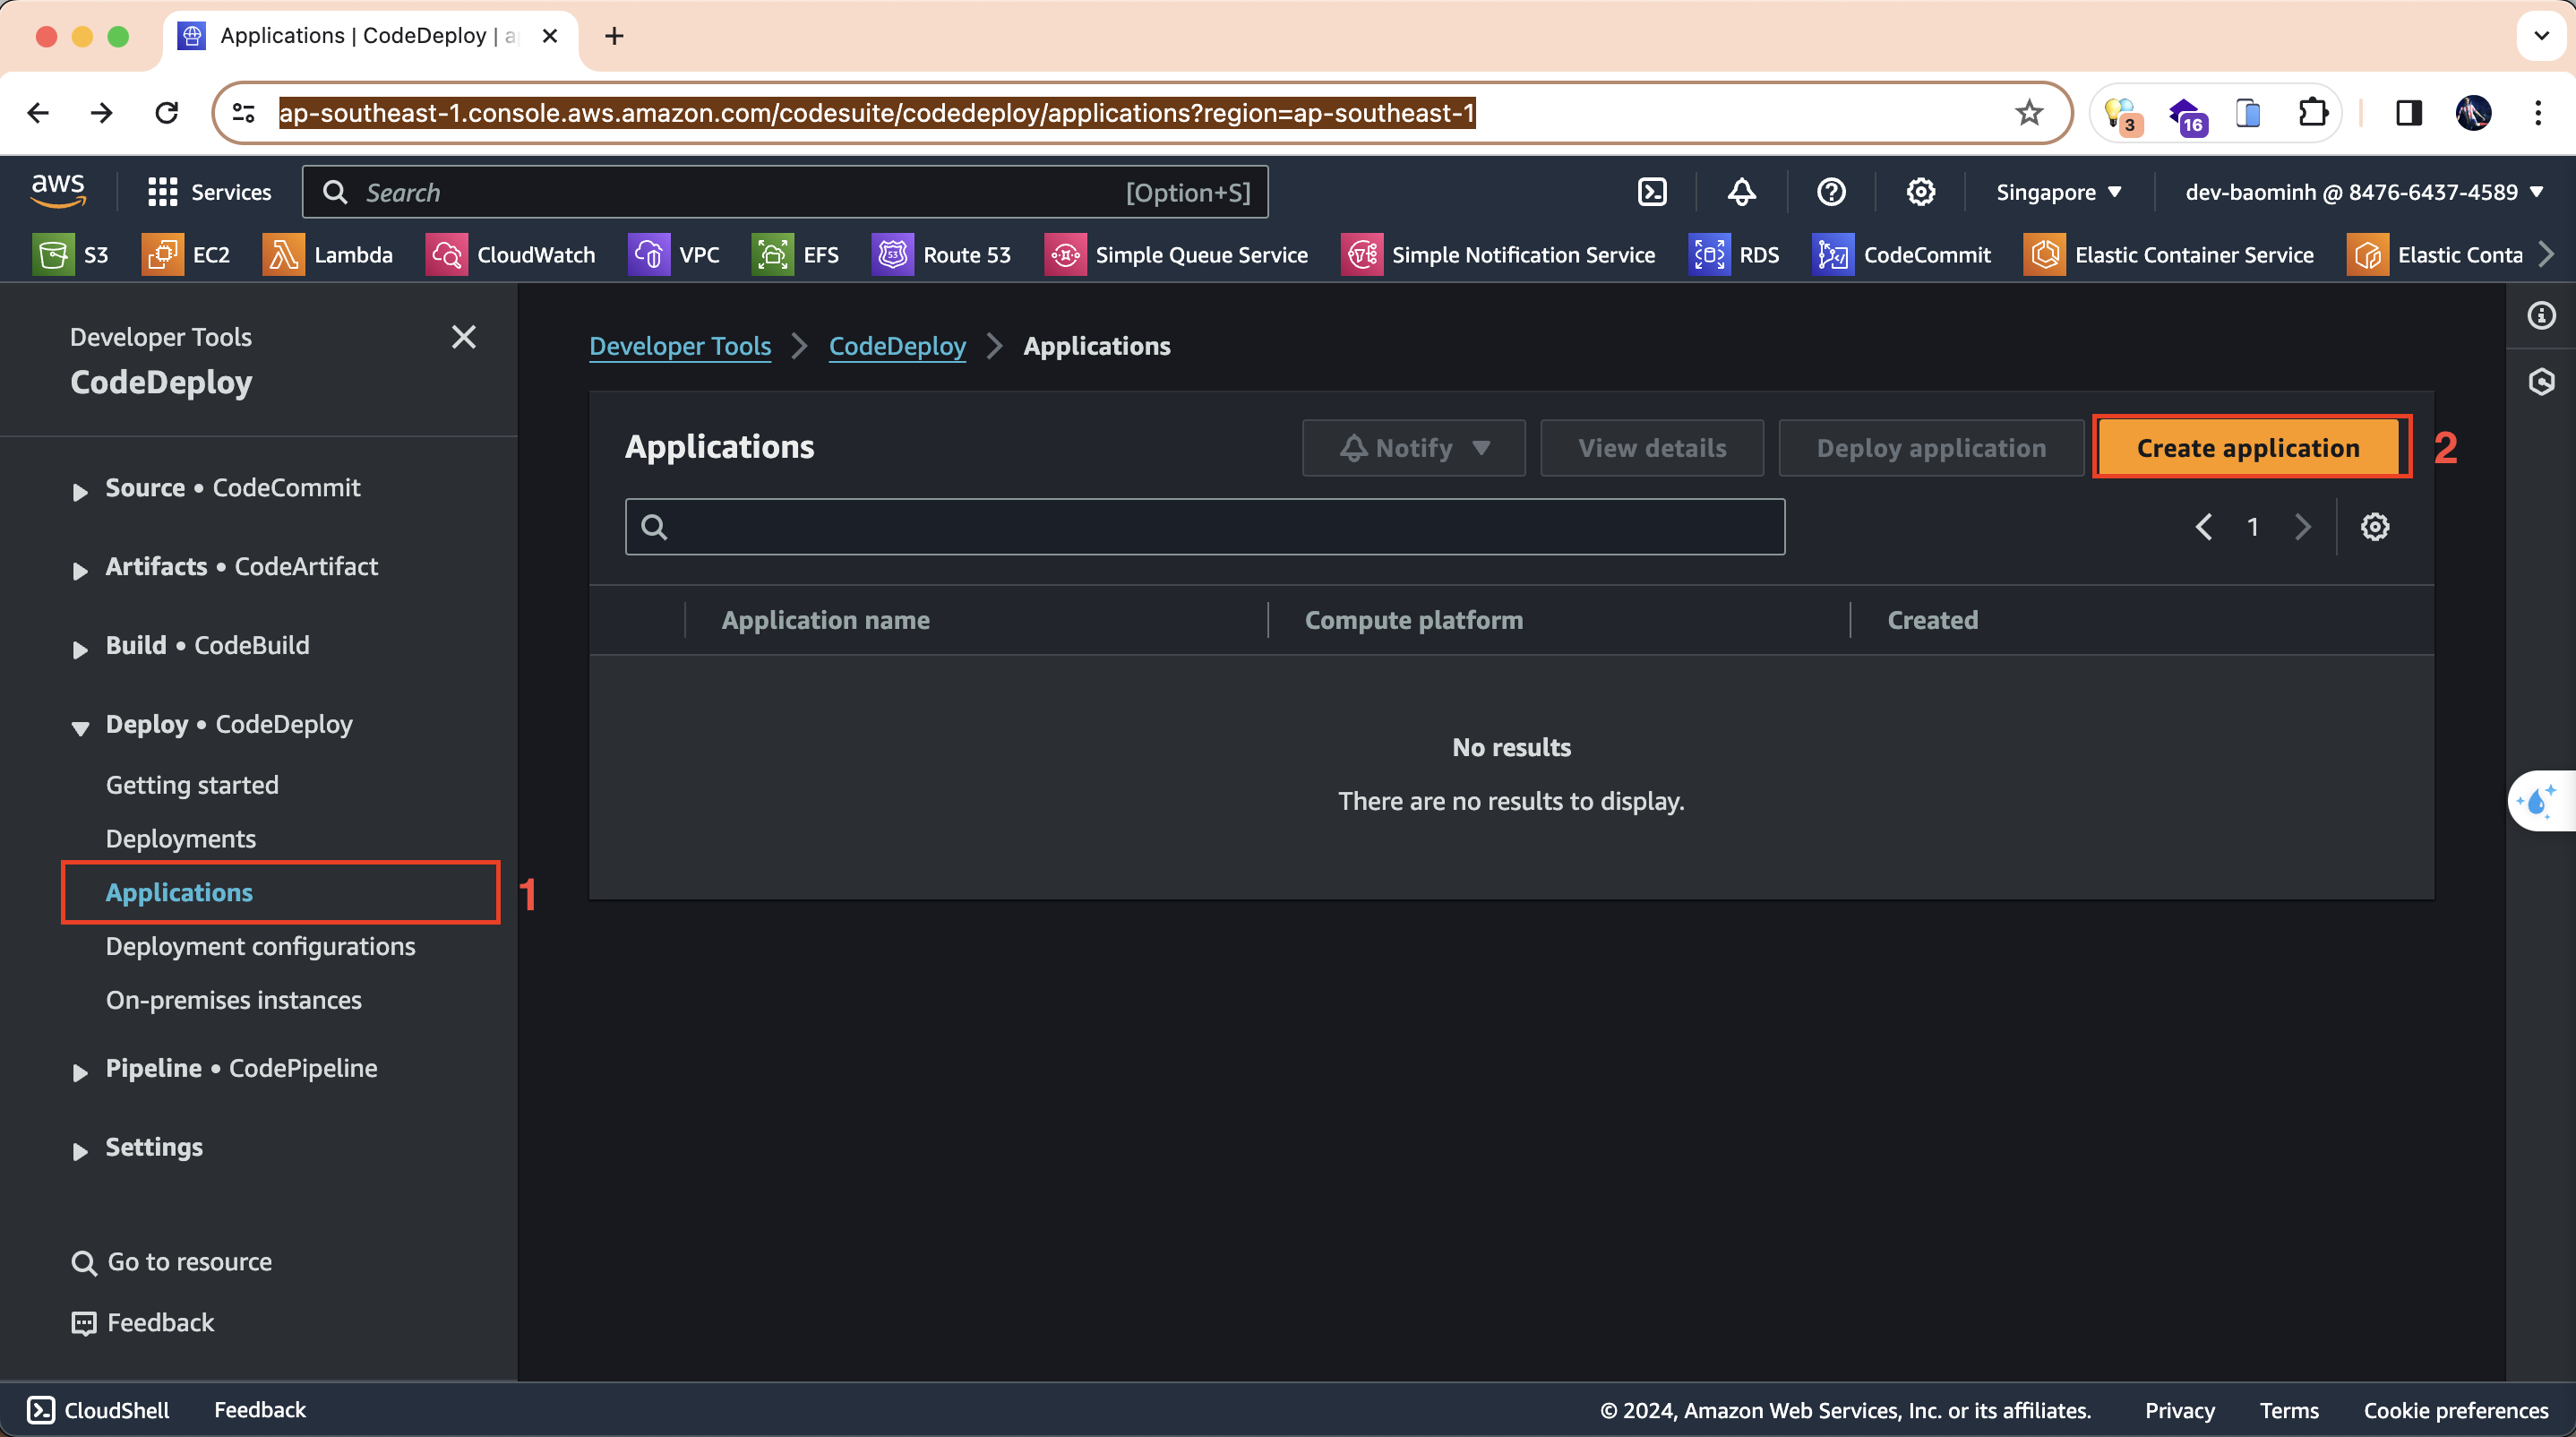 Applications | CodeDeploy | a
ap-southeast-1.console.aws.amazon.com/codesuite/codedeploy/applications?region=ap-southeast-1
3
16
aws
Services
Search
[Option+S]
Singapore
dev-baominh @ 8476-6437-4589
S3
EC2
Lambda
CloudWatch
VPC
EFS
53
Route 53
Simple Queue Service
Simple Notification Service
RDS
CodeCommit
Elastic Container Service
Elastic Conta
Developer Tools
CodeDeploy
Source • CodeCommit
Artifacts • CodeArtifact
Build • CodeBuild
Deploy • CodeDeploy
Getting started
Deployments
Applications
1
Deployment configurations
On-premises instances
Pipeline • CodePipeline
Settings
Go to resource
Feedback
Developer Tools
CodeDeploy
Applications
Applications
Notify
View details
Deploy application
Create application
2
1
Application name
Compute platform
Created
No results
There are no results to display.
CloudShell
Feedback
© 2024, Amazon Web Services, Inc. or its affiliates.
Privacy
Terms
Cookie preferences